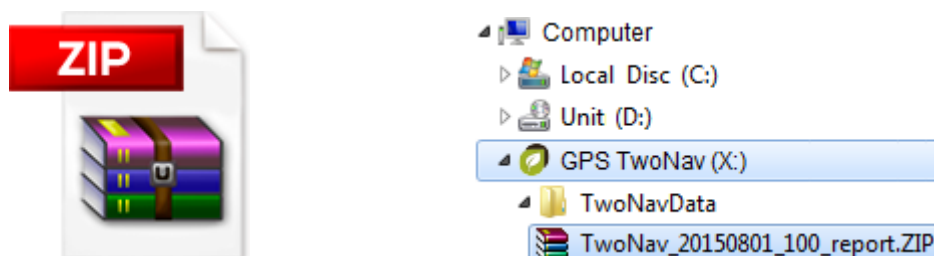 ZIP
Computer
Local Disc (C:)
Unit (D:)
GPS TwoNav (X:)
TwoNavData
TwoNav_20150801_100_report.ZIP